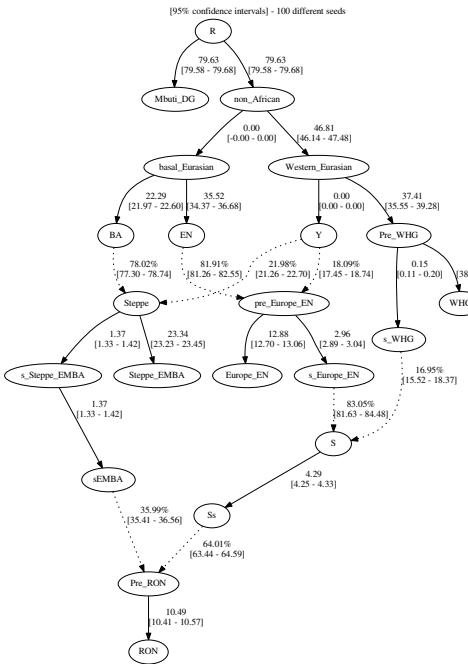 [95% confidence intervals] - 100 different seeds
R
79.63
[79.58 - 79.68]
79.63
[79.58 - 79.68]
Mbuti_DG
non_African
0.00
[-0.00 - 0.00]
46.81
[46.14 - 47.48]
basal_Eurasian
Western_Eurasian
22.29
[21.97 - 22.60]
35.52
[34.37 - 36.68]
0.00
[0.00 - 0.00]
37.41
[35.55 - 39.28]
BA
EN
Y
Pre_WHG
78.02%
[77.30 - 78.74]
81.91%
[81.26 - 82.55]
21.98%
[21.26 - 22.70]
18.09%
[17.45 - 18.74]
0.15
[0.11 - 0.20]
[38
Steppe
pre_Europe_EN
WHG
1.37
[1.33 - 1.42]
23.34
[23.23 - 23.45]
12.88
[12.70 - 13.06]
2.96
[2.89 - 3.04]
s_WHG
s_Steppe_EMBA
Steppe_EMBA
Europe_EN
s_Europe_EN
16.95%
[15.52 - 18.37]
1.37
[1.33 - 1.42]
83.05%
[81.63 - 84.48]
S
sEMBA
4.29
[4.25 - 4.33]
Ss
35.99%
[35.41 - 36.56]
64.01%
[63.44 - 64.59]
Pre_RON
10.49
[10.41 - 10.57]
RON